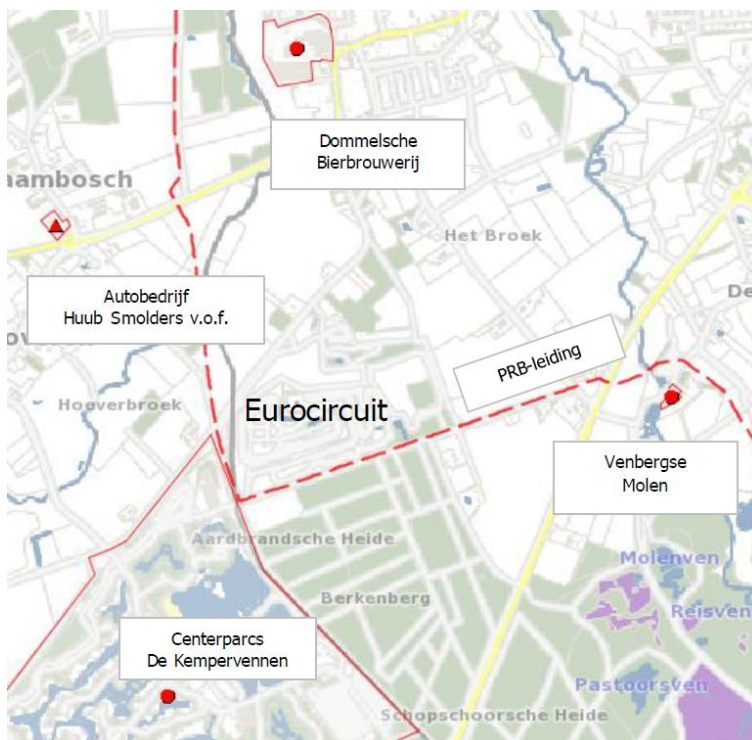 Dommelsche
Bierbrouwerij
aambosch
Het Broek
De
Autobedrijf
Huub Smolders v.o.f.
PRB-leiding
Hoeverbroek
Eurocircuit
Venbergse
Molen
Aardbrandsche Heide
Molenven
Berkenberg
Reisven
Centerparcs
De Kempervennen
Pastoorsven
Schopschoorsche Heide